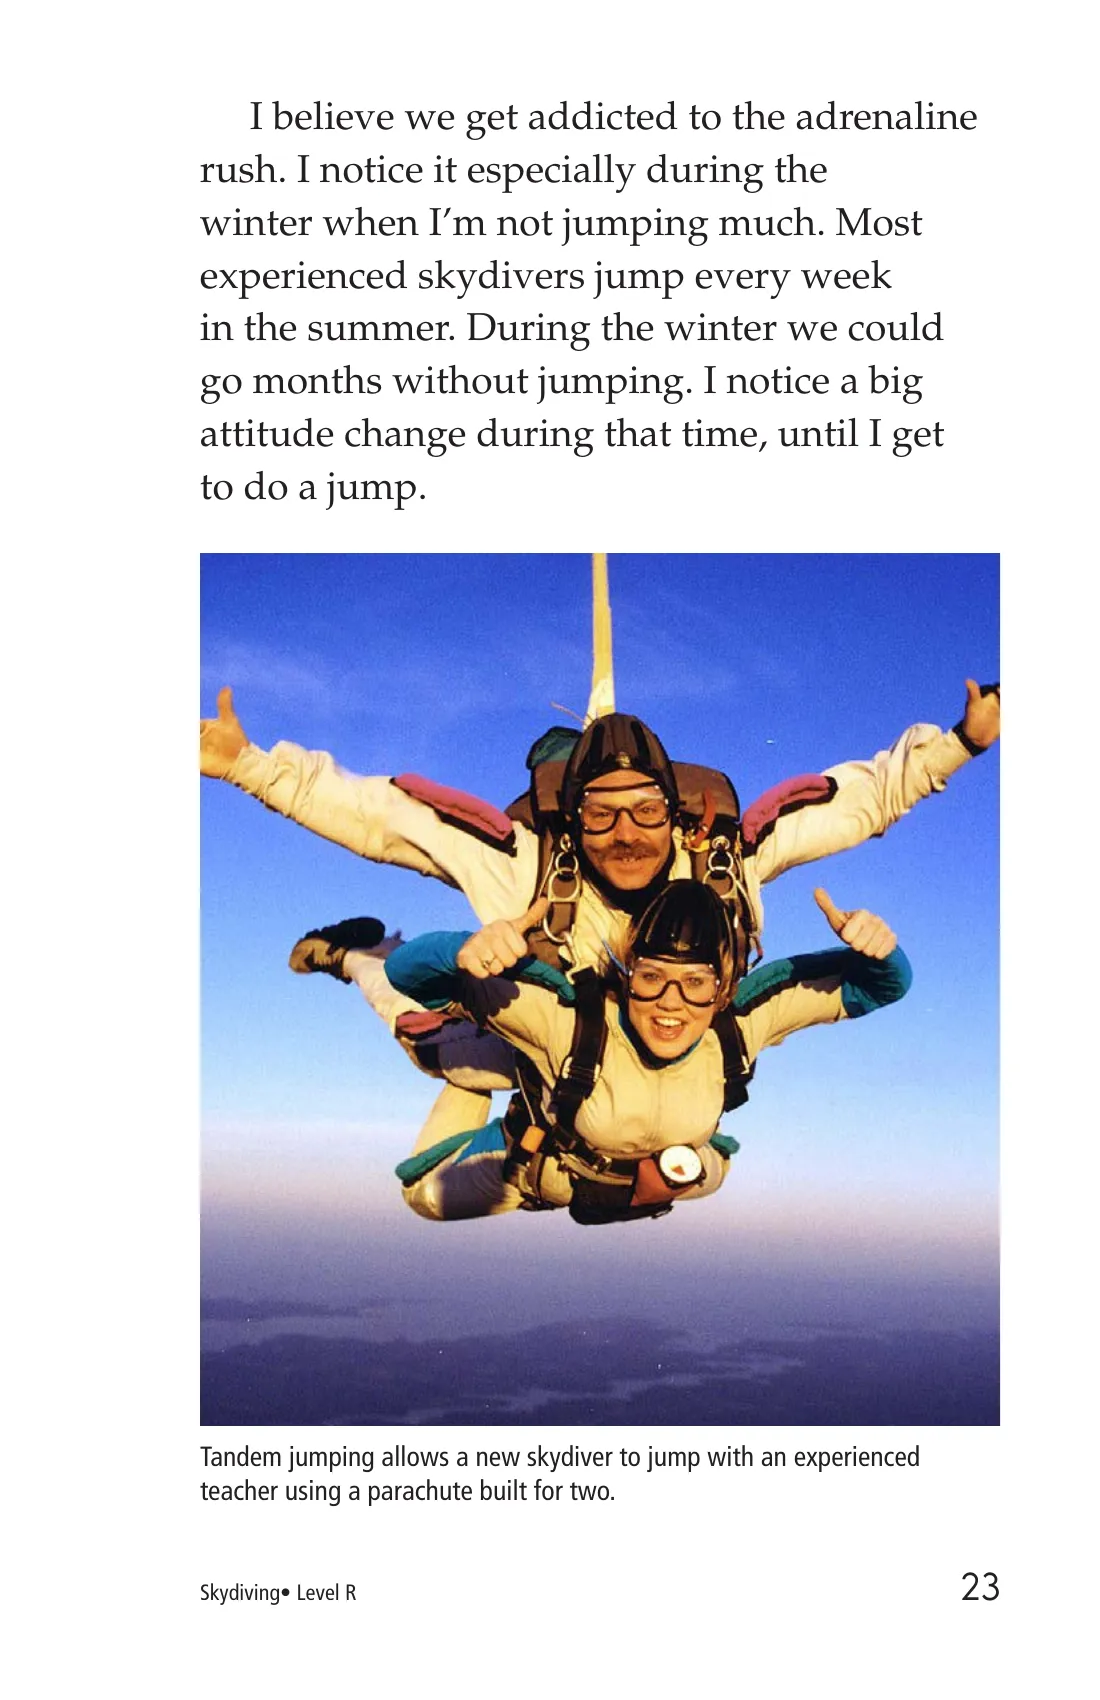 I believe we get addicted to the adrenaline
rush. I notice it especially during the
winter when I’m not jumping much. Most
experienced skydivers jump every week
in the summer. During the winter we could
go months without jumping. I notice a big
attitude change during that time, until I get
to do a jump.
Tandem jumping allows a new skydiver to jump with an experienced
teacher using a parachute built for two.
Skydiving• Level R
23